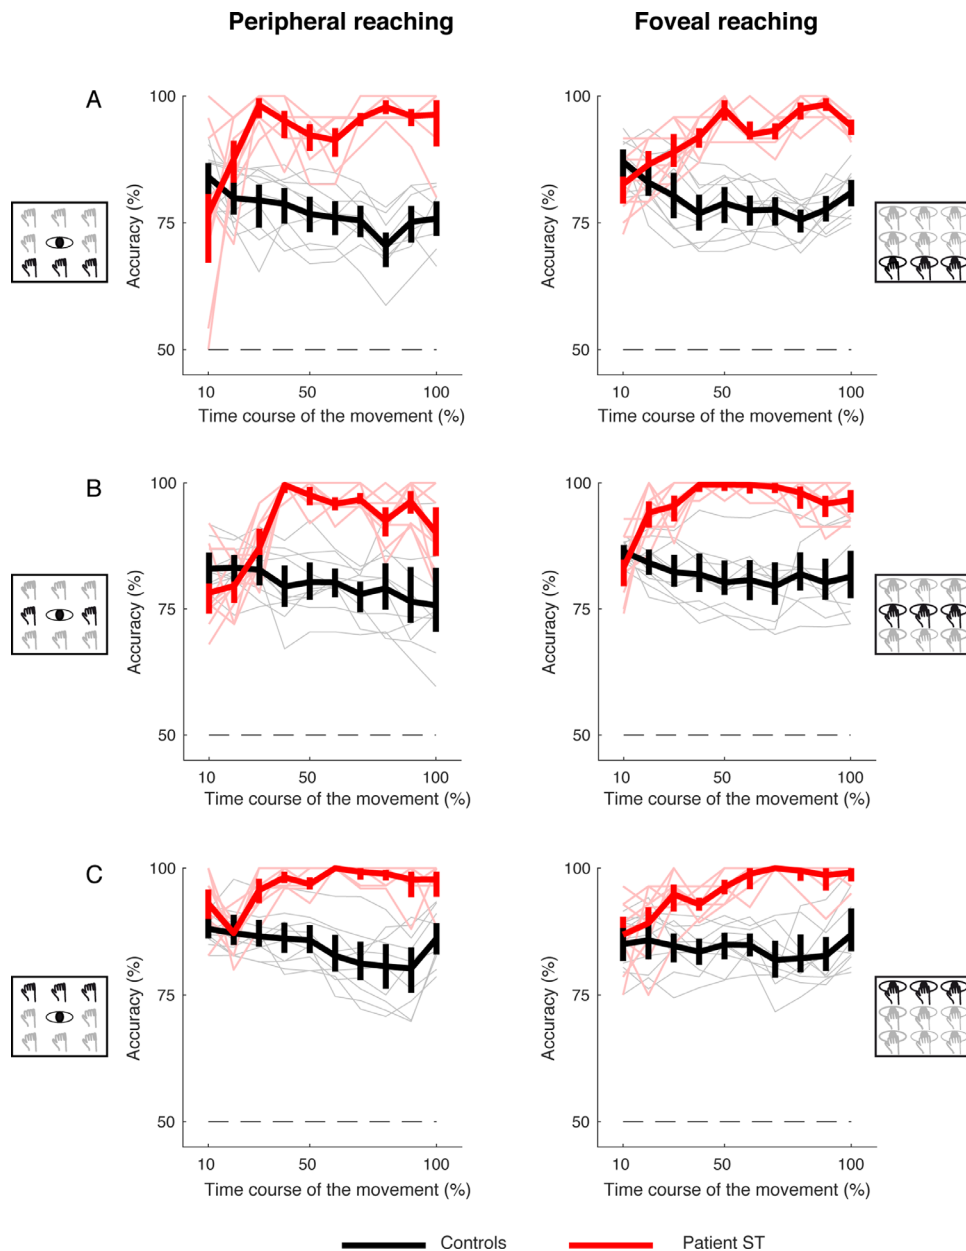 Peripheral reaching Foveal reaching
A
100 100
Accuracy (%) Accuracy (%)
75 75
50 50
10 50 100 10 50 100
Time course of the movement (%) Time course of the movement (%)
B
100 100
Accuracy (%) Accuracy (%)
75 75
50 50
10 50 100 10 50 100
Time course of the movement (%) Time course of the movement (%)
C
100 100
Accuracy (%) Accuracy (%)
75 75
50 50
10 50 100 10 50 100
Time course of the movement (%) Time course of the movement (%)
Controls Patient ST